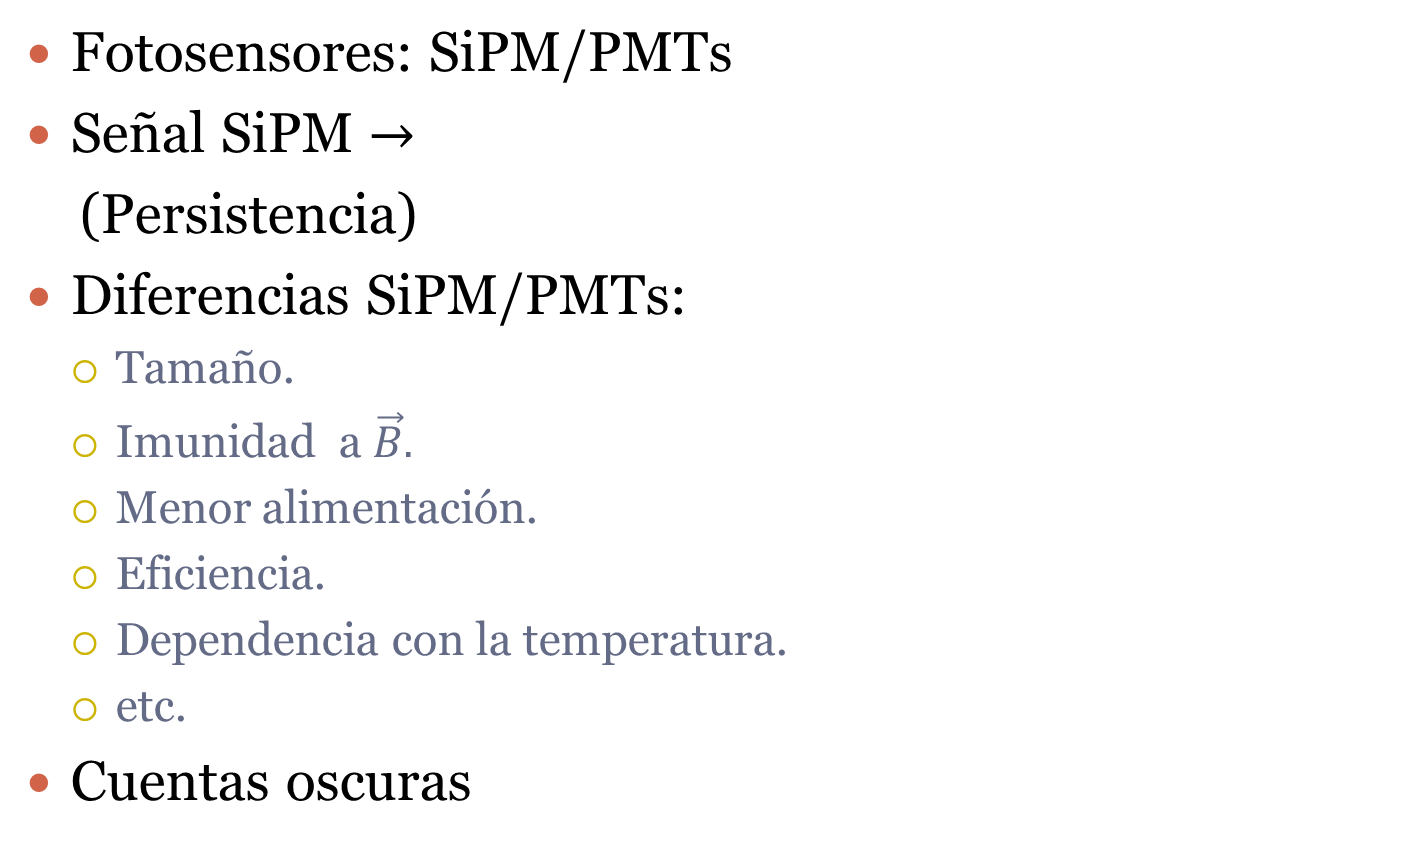 • Fotosensores: SiPM/PMTs
• Señal SiPM →
(Persistencia)
• Diferencias SiPM/PMTs:
○ Tamaño.
○ Imunidad  a $\vec{B}$.
○ Menor alimentación.
○ Eficiencia.
○ Dependencia con la temperatura.
○ etc.
• Cuentas oscuras